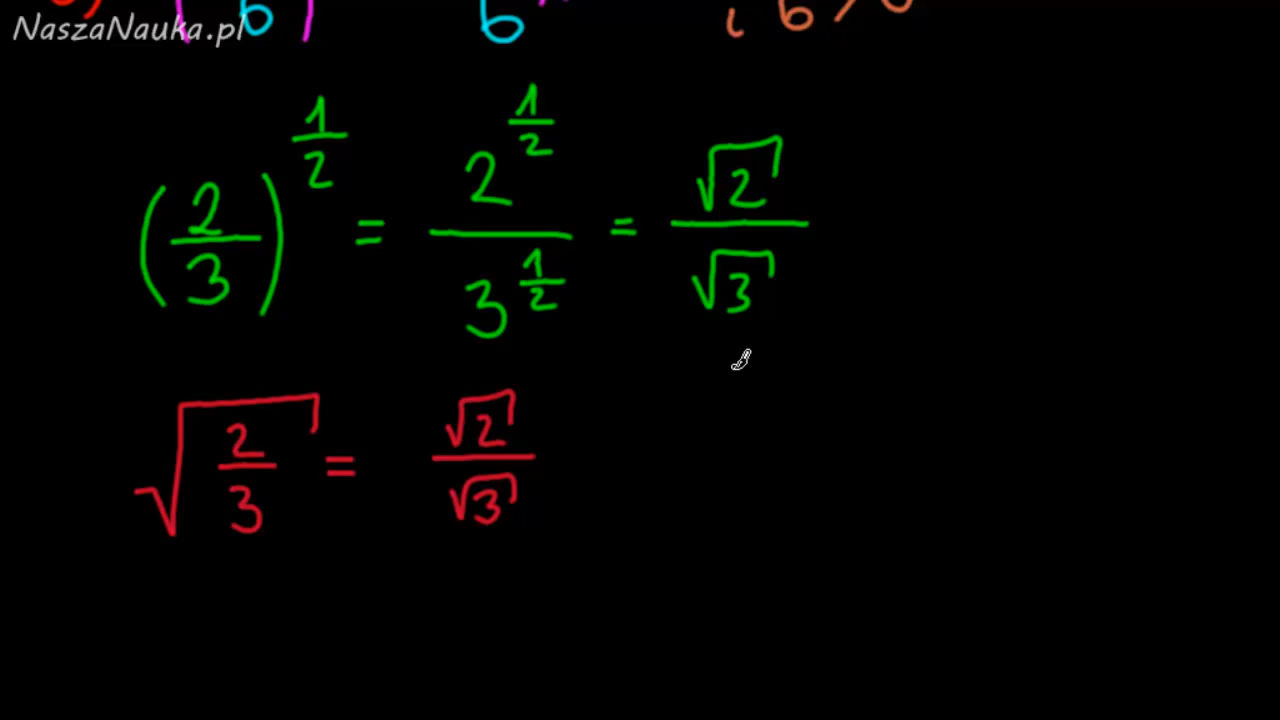 NaszaNauka.pl
(2/3)^(1/2) = 2^(1/2) / 3^(1/2) = √2 / √3
√(2/3) = √2 / √3